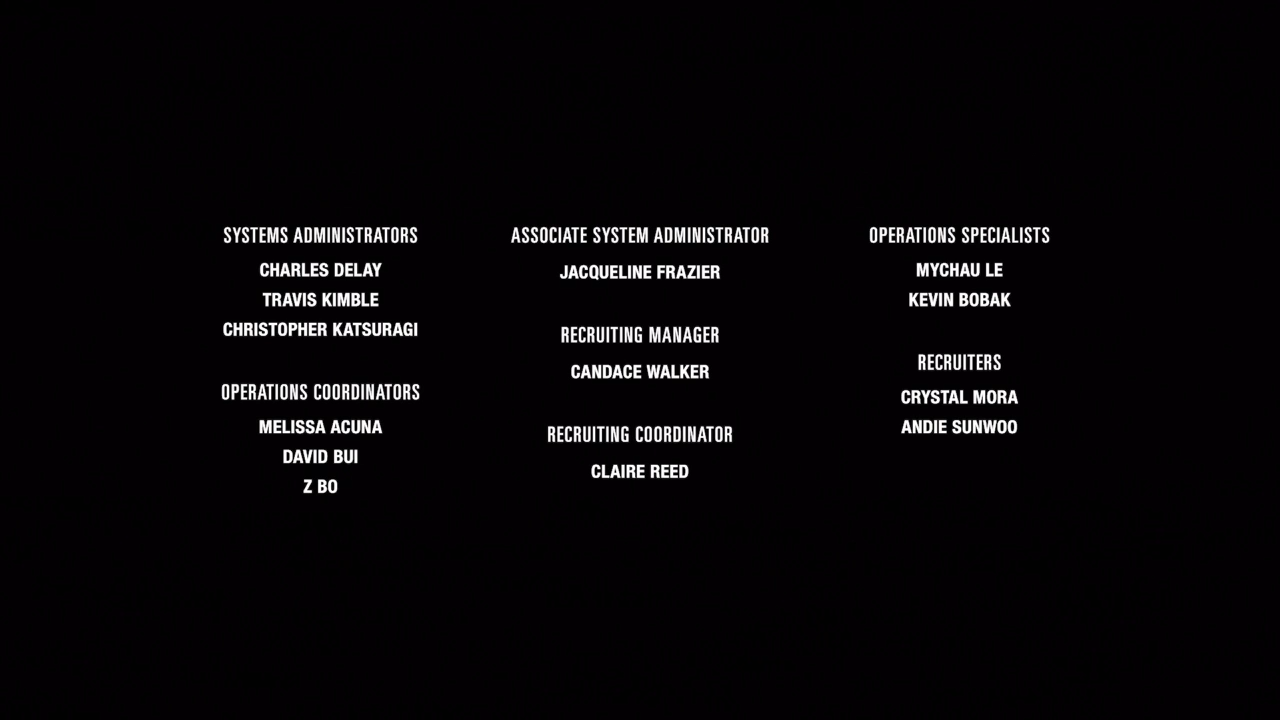 SYSTEMS ADMINISTRATORS
CHARLES DELAY
TRAVIS KIMBLE
CHRISTOPHER KATSURAGI
OPERATIONS COORDINATORS
MELISSA ACUNA
DAVID BUI
Z BO
ASSOCIATE SYSTEM ADMINISTRATOR
JACQUELINE FRAZIER
RECRUITING MANAGER
CANDACE WALKER
RECRUITING COORDINATOR
CLAIRE REED
OPERATIONS SPECIALISTS
MYCHAU LE
KEVIN BOBAK
RECRUITERS
CRYSTAL MORA
ANDIE SUNWOO